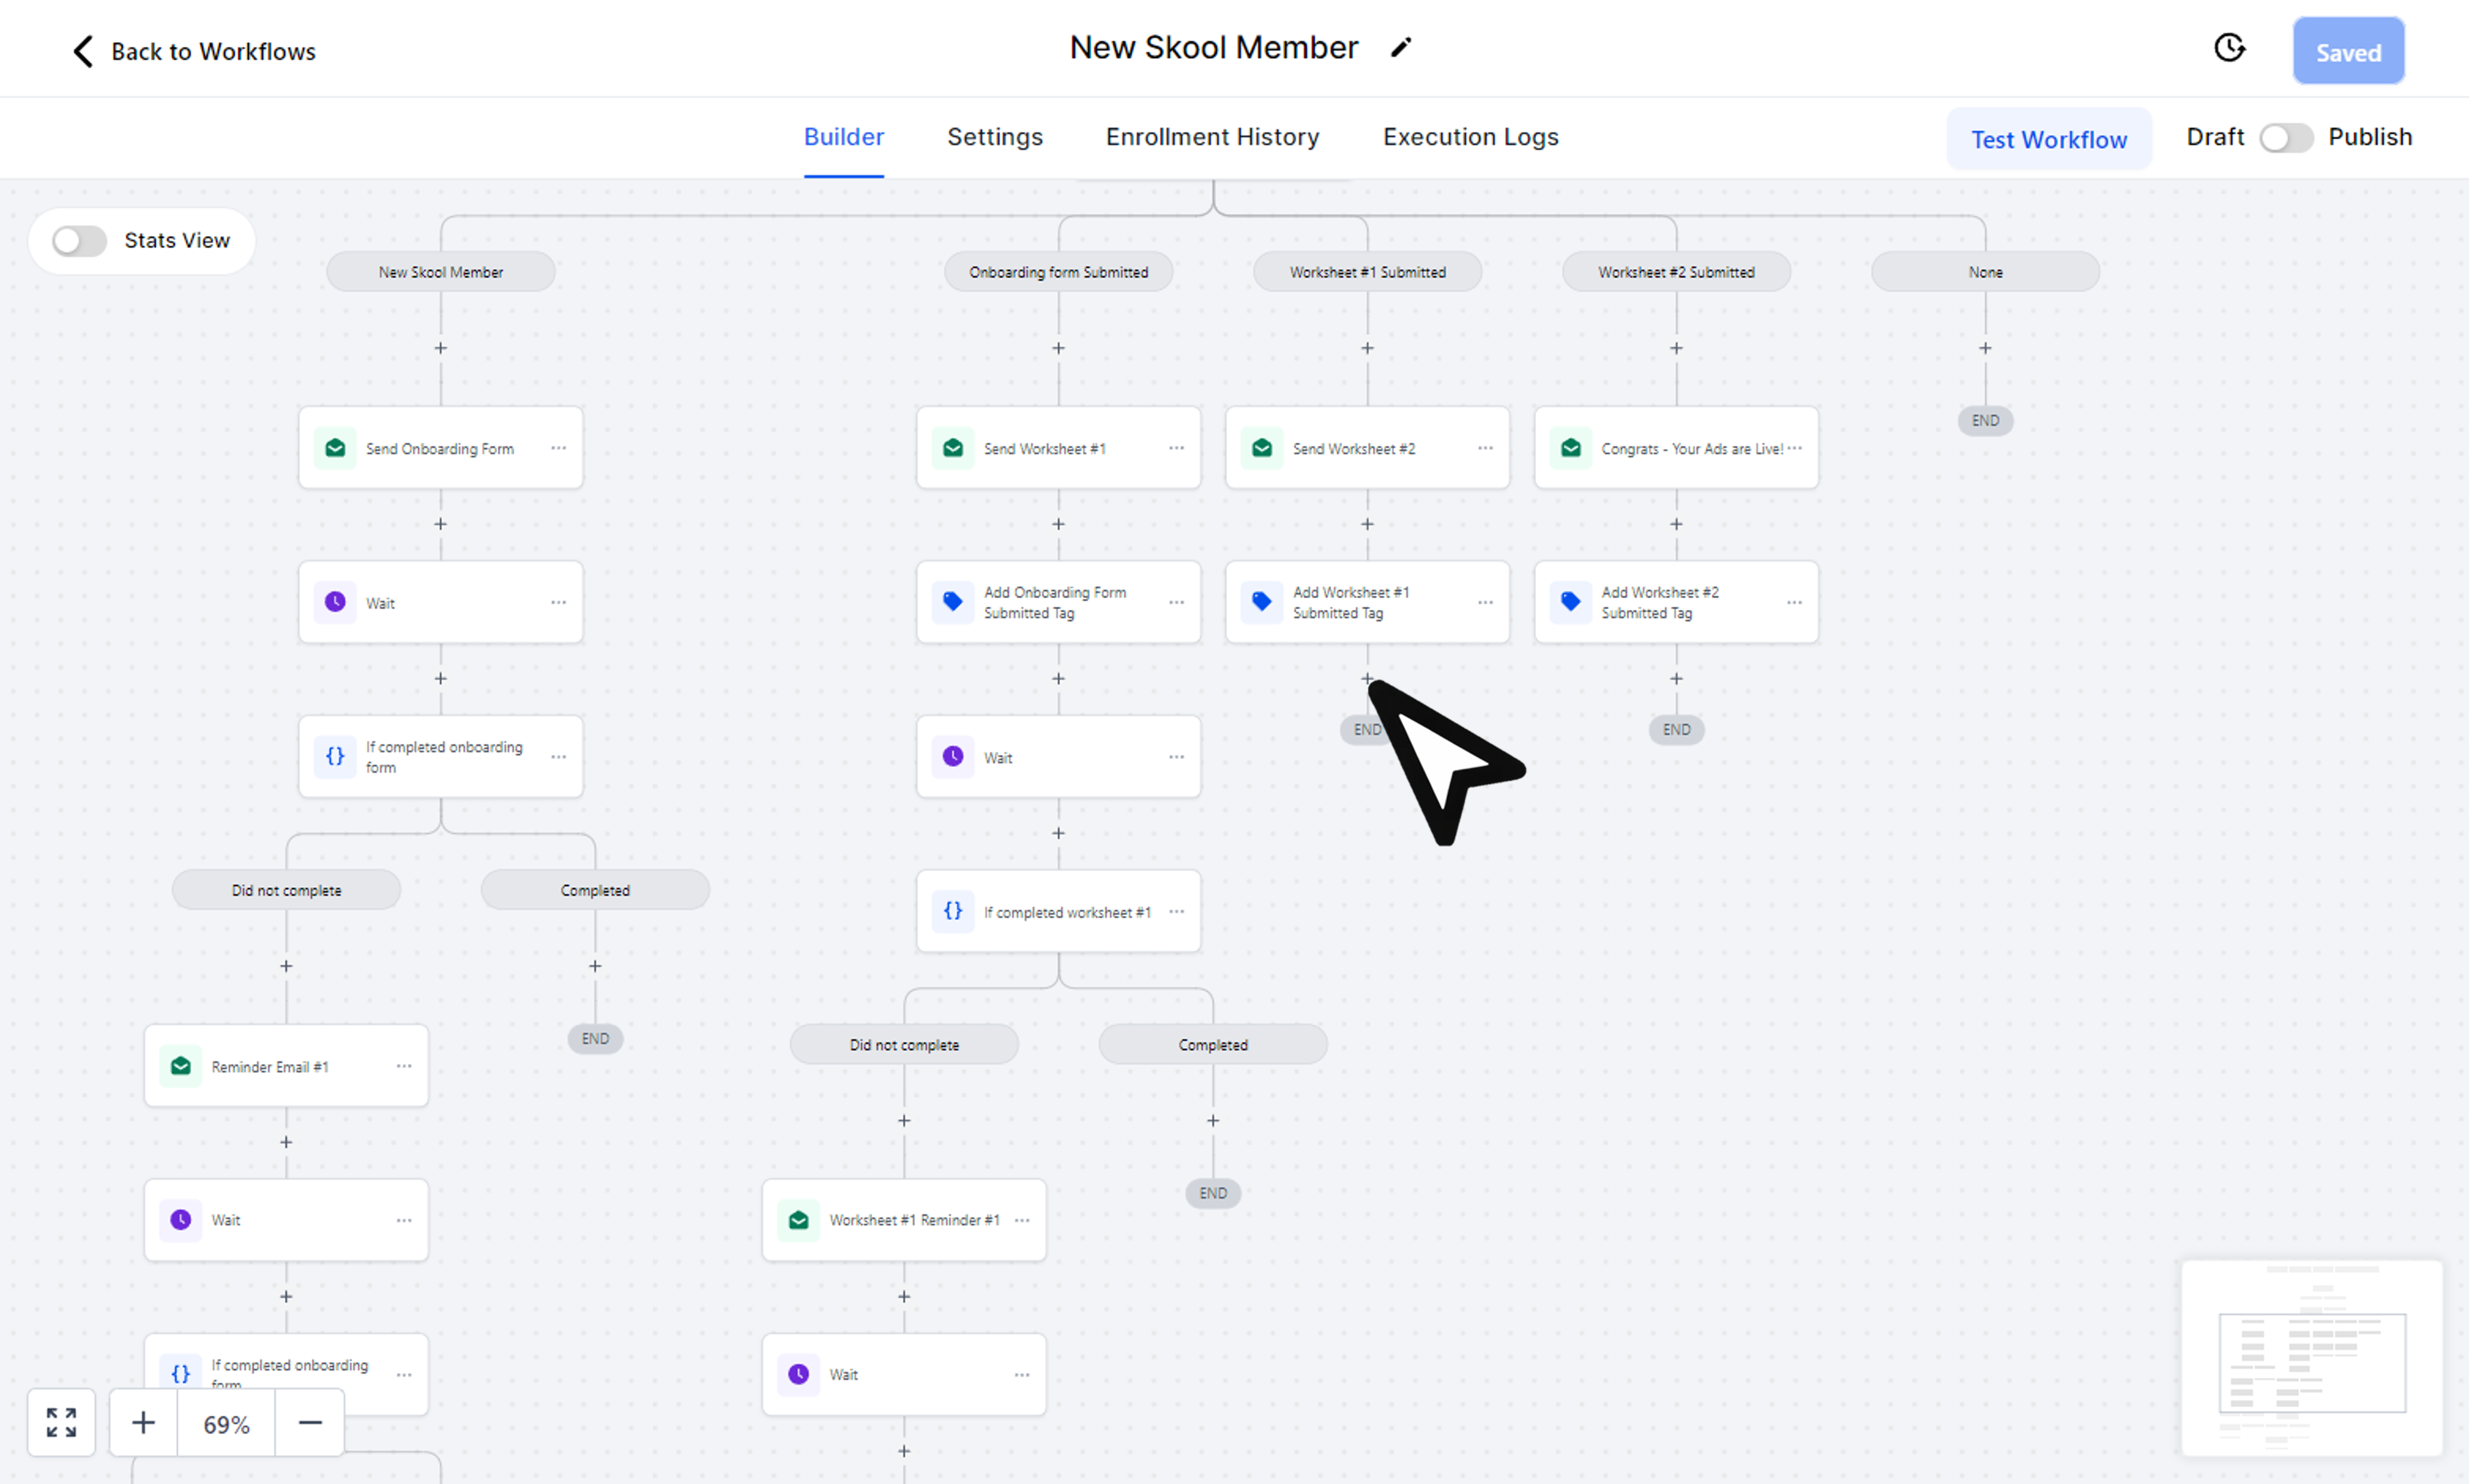 Back to Workflows
New Skool Member
Saved
Builder
Settings
Enrollment History
Execution Logs
Test Workflow
Draft
Publish
Stats View
New Skool Member
Onboarding form Submitted
Worksheet #1 Submitted
Worksheet #2 Submitted
None
Send Onboarding Form
Send Worksheet #1
Send Worksheet #2
Congrats - Your Ads are Live!
END
Wait
Add Onboarding Form
Submitted Tag
Add Worksheet #1
Submitted Tag
Add Worksheet #2
Submitted Tag
If completed onboarding
form
Wait
END
END
Did not complete
Completed
If completed worksheet #1
Reminder Email #1
END
Did not complete
Completed
Wait
Worksheet #1 Reminder #1
END
If completed onboarding
form
Wait
69%